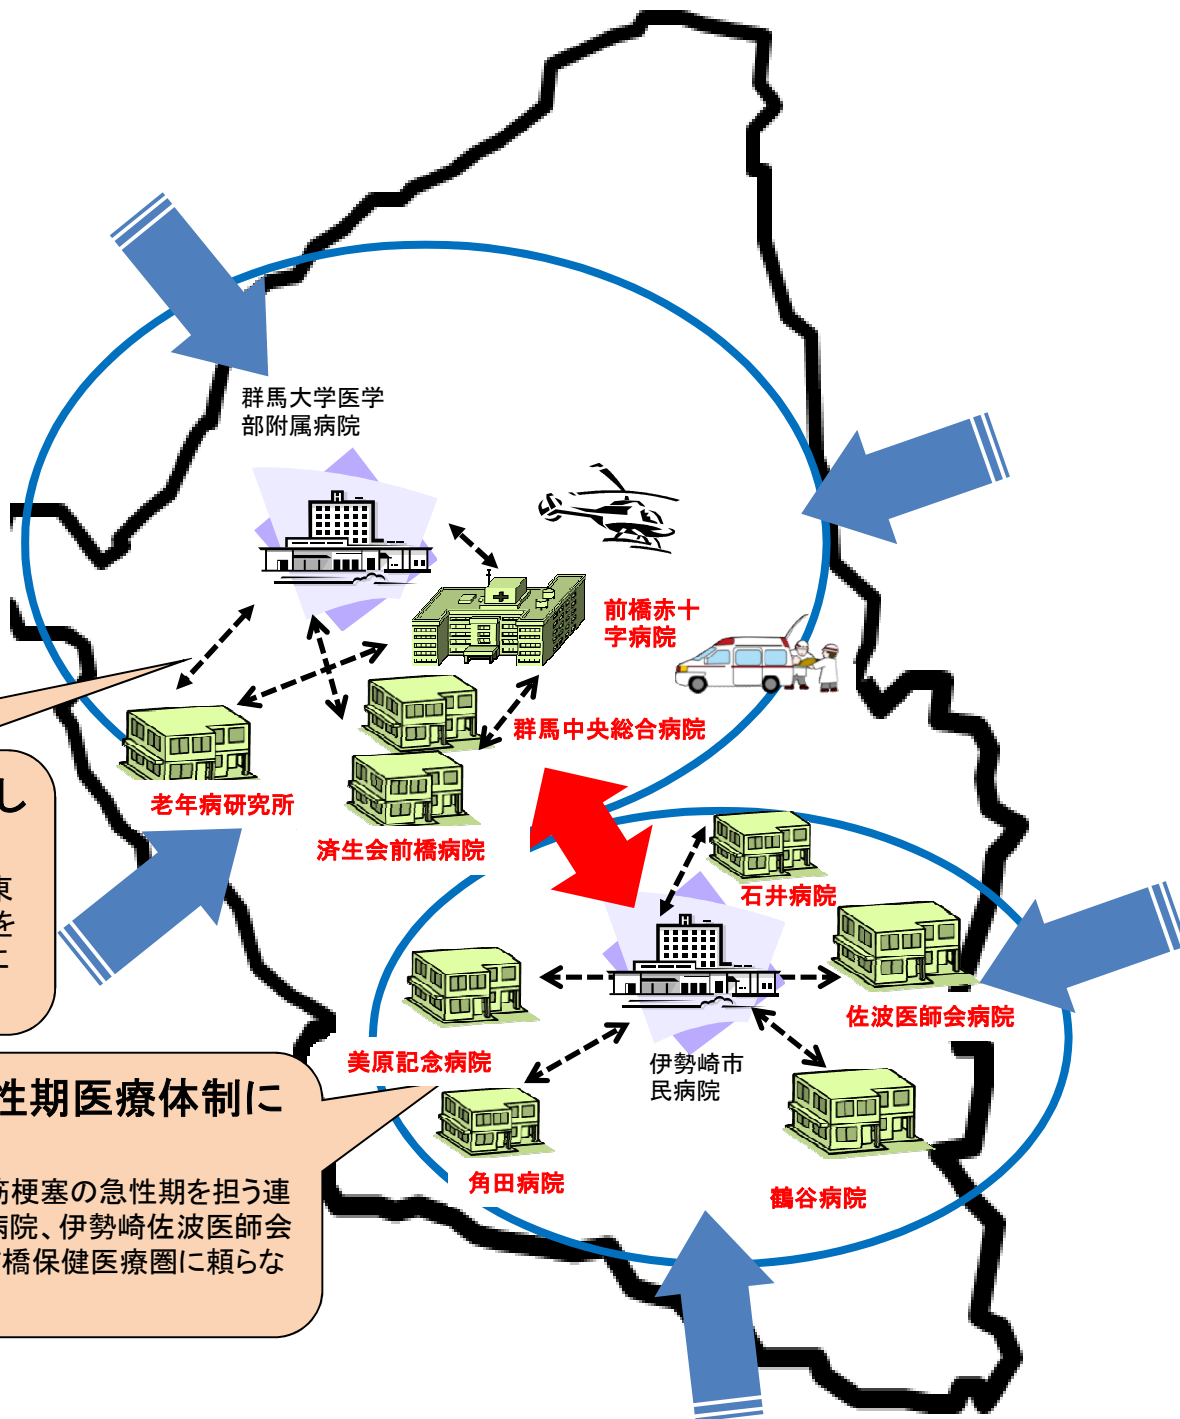 群馬大学医学
部附属病院
前橋赤十
字病院
群馬中央総合病院
老年病研究所
済生会前橋病院
し
東
を
に
石井病院
佐波医師会病院
美原記念病院
伊勢崎市
民病院
角田病院
鶴谷病院
性期医療体制に
筋梗塞の急性期を担う連
病院、伊勢崎佐波医師会
橋保健医療圏に頼らな